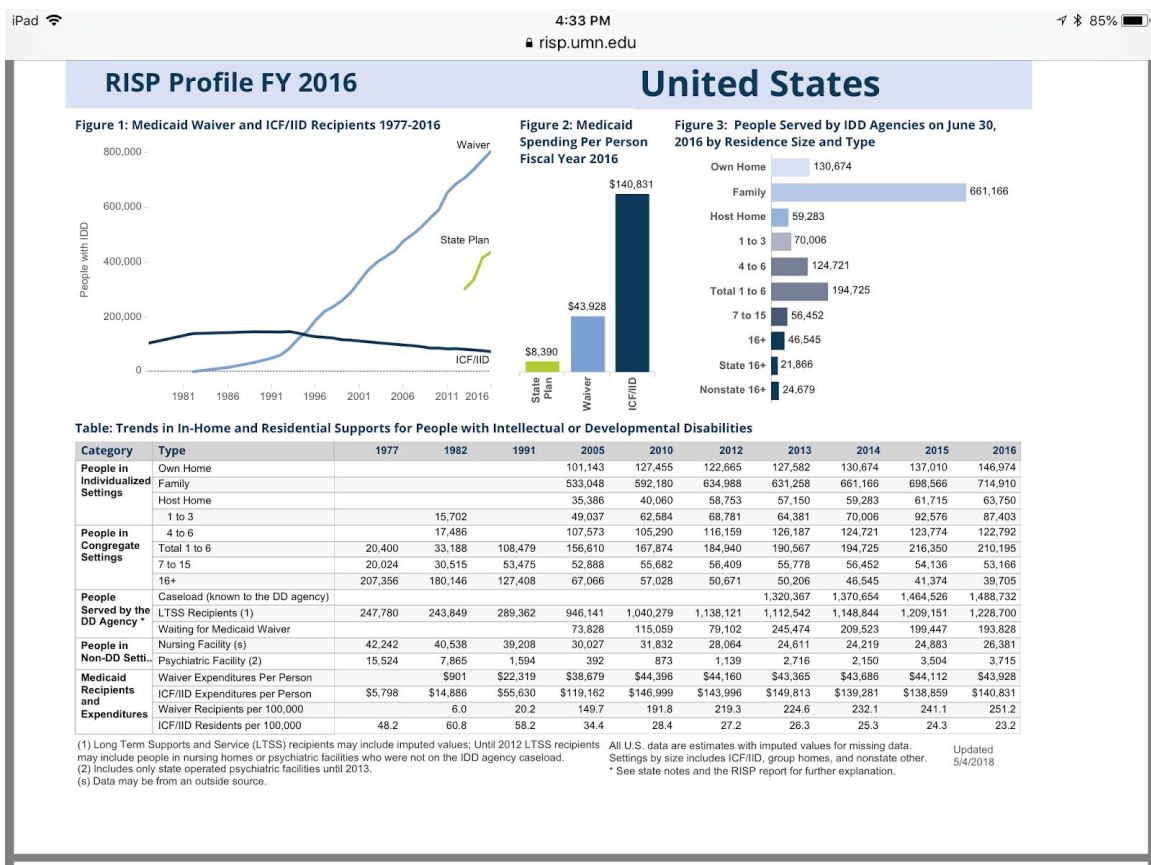 iPad
4:33 PM
85%
risp.umn.edu
RISP Profile FY 2016
United States
Figure 1: Medicaid Waiver and ICF/IID Recipients 1977-2016
800,000
600,000
400,000
200,000
0
People with IDD
Waiver
State Plan
ICF/IID
1981 1986 1991 1996 2001 2006 2011 2016
Figure 2: Medicaid
Spending Per Person
Fiscal Year 2016
$140,831
$43,928
$8,390
State
Plan
Waiver
ICF/IID
Figure 3: People Served by IDD Agencies on June 30,
2016 by Residence Size and Type
Own Home 130,674
Family 661,166
Host Home 59,283
1 to 3 70,006
4 to 6 124,721
Total 1 to 6 194,725
7 to 15 56,452
16+ 46,545
State 16+ 21,866
Nonstate 16+ 24,679
Table: Trends in In-Home and Residential Supports for People with Intellectual or Developmental Disabilities
Category Type 1977 1982 1991 2005 2010 2012 2013 2014 2015 2016
People in
Individualized
Settings
Own Home 101,143 127,455 122,665 127,582 130,674 137,010 146,974
Family 533,048 592,180 634,988 631,258 661,166 698,566 714,910
Host Home 35,386 40,060 58,753 57,150 59,283 61,715 63,750
1 to 3 15,702 49,037 62,584 68,781 64,381 70,006 92,576 87,403
People in
Congregate
Settings
4 to 6 17,486 107,573 105,290 116,159 126,187 124,721 123,774 122,792
Total 1 to 6 20,400 33,188 108,479 156,610 167,874 184,940 190,567 194,725 216,350 210,195
7 to 15 20,024 30,515 53,475 52,888 55,682 56,409 55,778 56,452 54,136 53,166
16+ 207,356 180,146 127,408 67,066 57,028 50,671 50,206 46,545 41,374 39,705
People
Served by the
DD Agency *
Caseload (known to the DD agency) 1,320,367 1,370,654 1,464,526 1,488,732
LTSS Recipients (1) 247,780 243,849 289,362 946,141 1,040,279 1,138,121 1,112,542 1,148,844 1,209,151 1,228,700
Waiting for Medicaid Waiver 73,828 115,059 79,102 245,474 209,523 199,447 193,828
People in
Non-DD Setti..
Nursing Facility (s) 42,242 40,538 39,208 30,027 31,832 28,064 24,611 24,219 24,883 26,381
Psychiatric Facility (2) 15,524 7,865 1,594 392 873 1,139 2,716 2,150 3,504 3,715
Medicaid
Recipients
and
Expenditures
Waiver Expenditures Per Person $901 $22,319 $38,679 $44,396 $44,160 $43,365 $43,686 $44,112 $43,928
ICF/IID Expenditures per Person $5,798 $14,886 $55,630 $119,162 $146,999 $143,996 $149,813 $139,281 $138,859 $140,831
Waiver Recipients per 100,000 6.0 20.2 149.7 191.8 219.3 224.6 232.1 241.1 251.2
ICF/IID Residents per 100,000 48.2 60.8 58.2 34.4 28.4 27.2 26.3 25.3 24.3 23.2
(1) Long Term Supports and Service (LTSS) recipients may include imputed values; Until 2012 LTSS recipients
may include people in nursing homes or psychiatric facilities who were not on the IDD agency caseload.
(2) Includes only state operated psychiatric facilities until 2013.
(s) Data may be from an outside source.
All U.S. data are estimates with imputed values for missing data.
Settings by size includes ICF/IID, group homes, and nonstate other.
* See state notes and the RISP report for further explanation.
Updated
5/4/2018